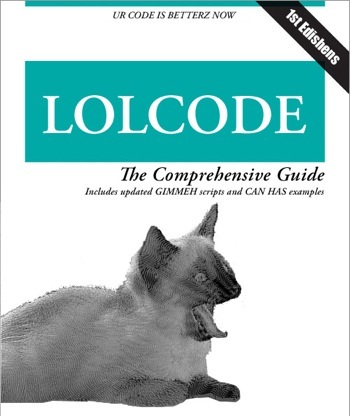 UR CODE IS BETTERZ NOW
1st Edishens
LOLCODE
The Comprehensive Guide
Includes updated GIMMEH scripts and CAN HAS examples